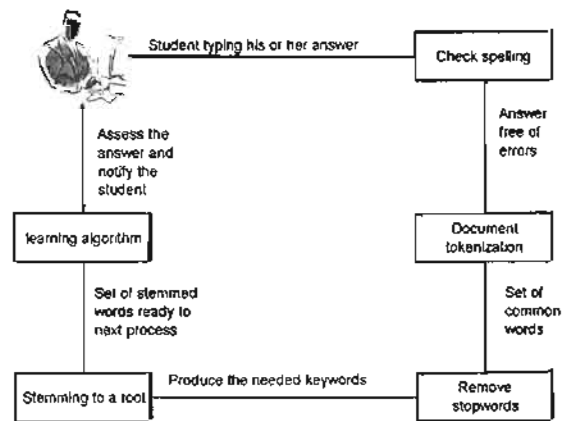 Student typing his or her answer
Check spelling
Answer
free of
errors
Document
tokenization
Set of
common
words
Remove
stopwords
Produce the needed keywords
Stemming to a root
Set of stemmed
words ready to
next process
learning algorithm
Assess the
answer and
notify the
student